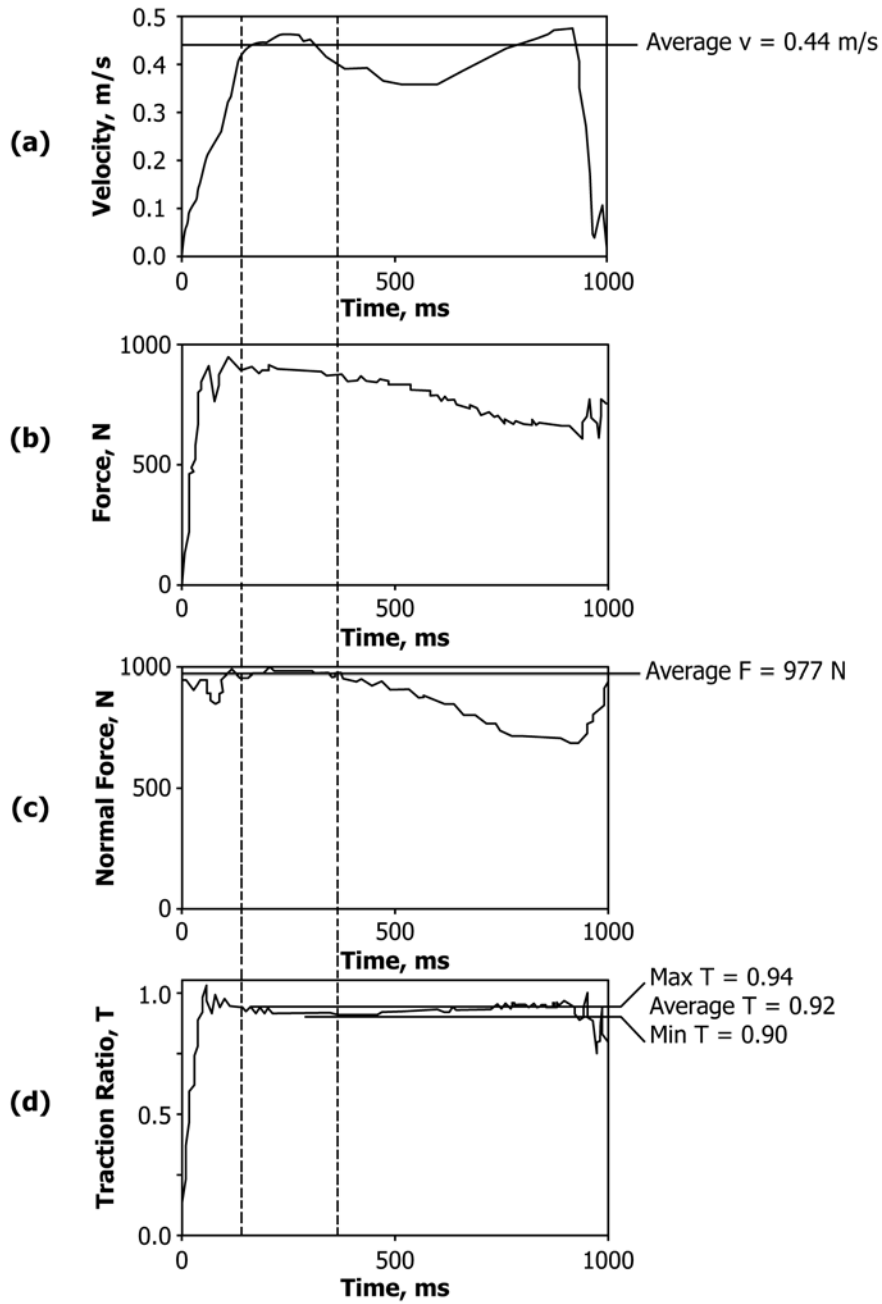 (a)
Velocity, m/s
0.5
0.4
0.3
0.2
0.1
0.0
Average v = 0.44 m/s
0
500
1000
Time, ms
(b)
Force, N
1000
500
0
0
500
1000
Time, ms
(c)
Normal Force, N
1000
500
0
Average F = 977 N
0
500
1000
Time, ms
(d)
Traction Ratio, T
1.0
0.5
0.0
Max T = 0.94
Average T = 0.92
Min T = 0.90
0
500
1000
Time, ms